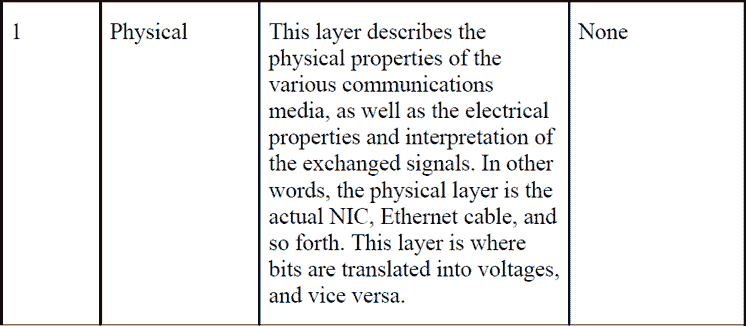 1
Physical
This layer describes the
physical properties of the
various communications
media, as well as the electrical
properties and interpretation of
the exchanged signals. In other
words, the physical layer is the
actual NIC, Ethernet cable, and
so forth. This layer is where
bits are translated into voltages,
and vice versa.
None